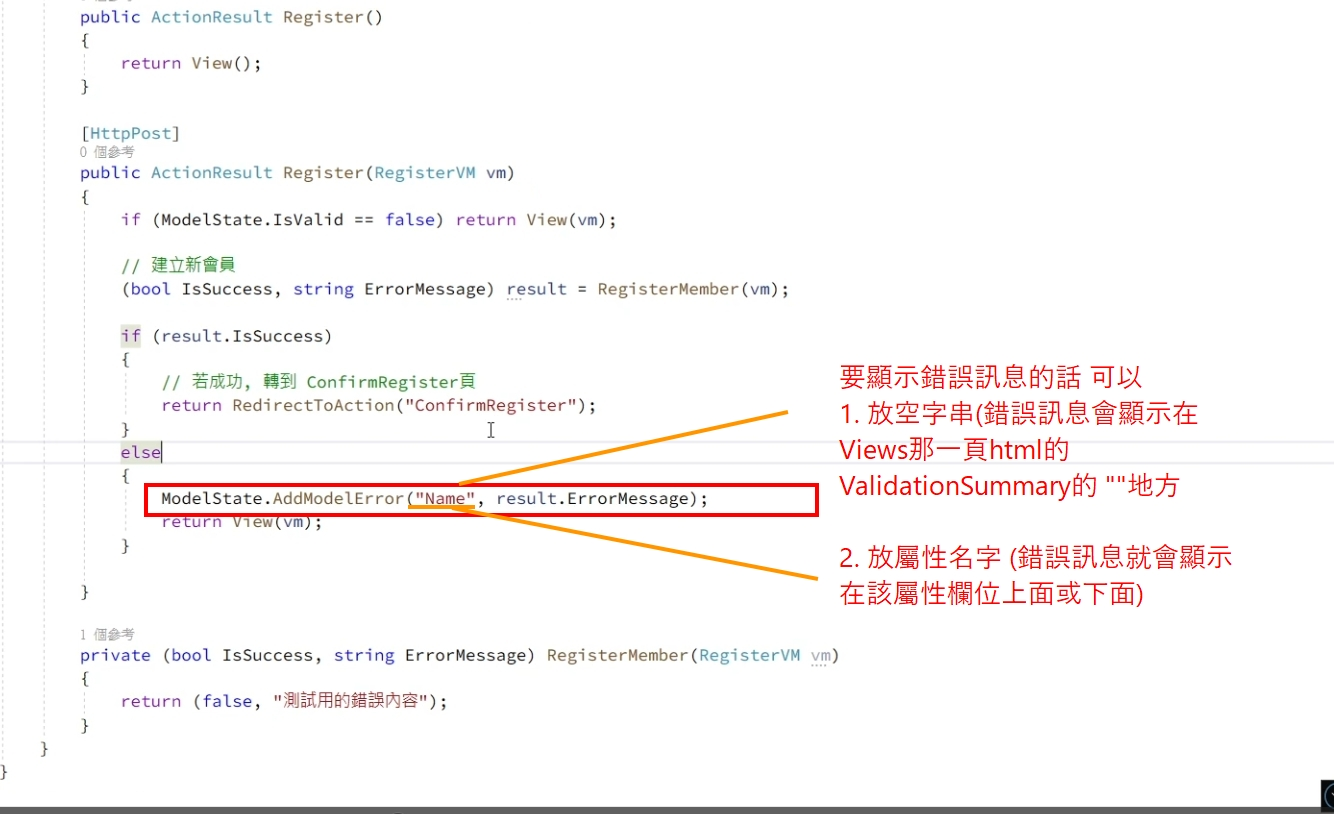 public ActionResult Register()
{
return View();
}
[HttpPost]
0 個參考
public ActionResult Register(RegisterVM vm)
{
if (ModelState.IsValid == false) return View(vm);
// 建立新會員
(bool IsSuccess, string ErrorMessage) result = RegisterMember(vm);
if (result.IsSuccess)
{
// 若成功, 轉到 ConfirmRegister頁
return RedirectToAction("ConfirmRegister");
}
else
{
ModelState.AddModelError("Name", result.ErrorMessage);
return View(vm);
}
}
1 個參考
private (bool IsSuccess, string ErrorMessage) RegisterMember(RegisterVM vm)
{
return (false, "測試用的錯誤內容");
}
}
}
要顯示錯誤訊息的話 可以
1. 放空字串(錯誤訊息會顯示在
Views那一頁html的
ValidationSummary的 ""地方
2. 放屬性名字 (錯誤訊息就會顯示
在該屬性欄位上面或下面)